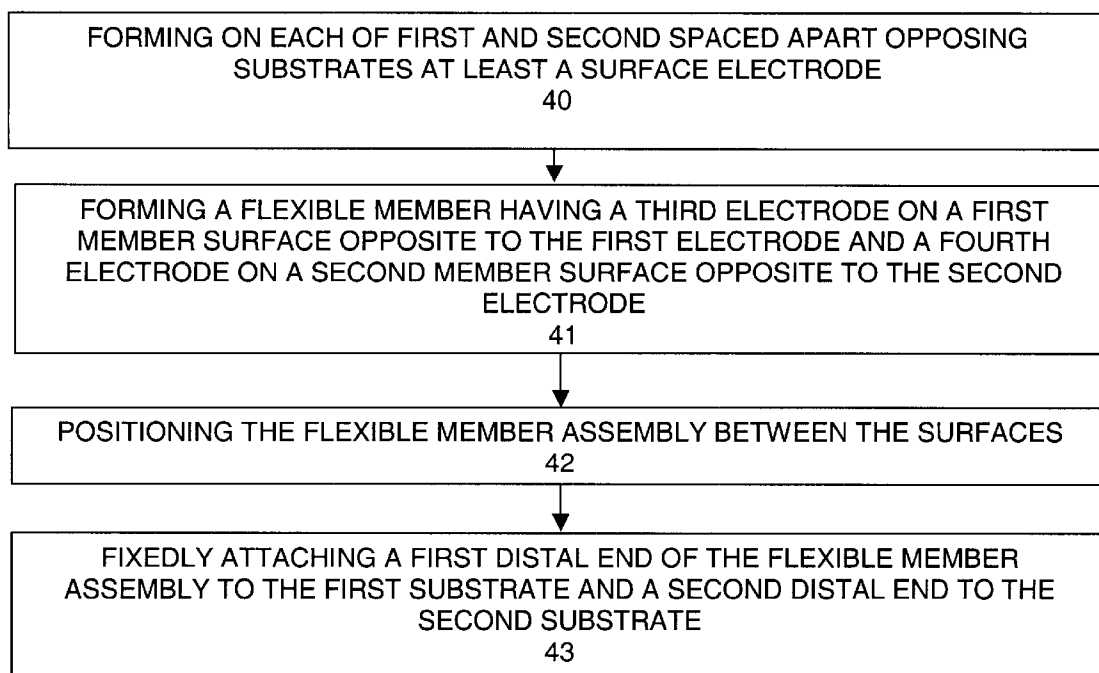 FORMING ON EACH OF FIRST AND SECOND SPACED APART OPPOSING
SUBSTRATES AT LEAST A SURFACE ELECTRODE
40
FORMING A FLEXIBLE MEMBER HAVING A THIRD ELECTRODE ON A FIRST
MEMBER SURFACE OPPOSITE TO THE FIRST ELECTRODE AND A FOURTH
ELECTRODE ON A SECOND MEMBER SURFACE OPPOSITE TO THE SECOND
ELECTRODE
41
POSITIONING THE FLEXIBLE MEMBER ASSEMBLY BETWEEN THE SURFACES
42
FIXEDLY ATTACHING A FIRST DISTAL END OF THE FLEXIBLE MEMBER
ASSEMBLY TO THE FIRST SUBSTRATE AND A SECOND DISTAL END TO THE
SECOND SUBSTRATE
43